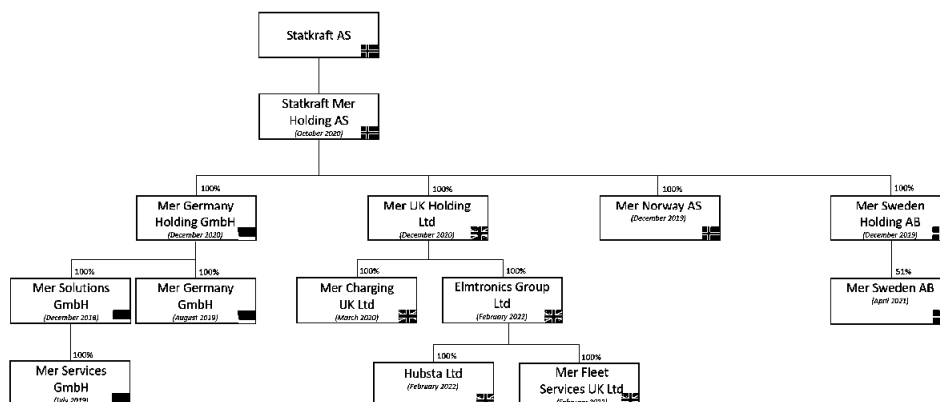 Statkraft AS
Statkraft Mer
Holding AS
(October 2020)
100%
100%
100%
100%
Mer Germany
Holding GmbH
(December 2020)
Mer UK Holding
Ltd
(December 2020)
Mer Norway AS
(December 2019)
Mer Sweden
Holding AB
(December 2019)
100%
100%
100%
100%
51%
Mer Solutions
GmbH
(December 2018)
Mer Germany
GmbH
(August 2019)
Mer Charging
UK Ltd
(March 2020)
Elmtronics Group
Ltd
(February 2022)
Mer Sweden AB
(April 2021)
100%
100%
100%
Mer Services
GmbH
(July 2019)
Hubsta Ltd
(February 2022)
Mer Fleet
Services UK Ltd
(February 2022)